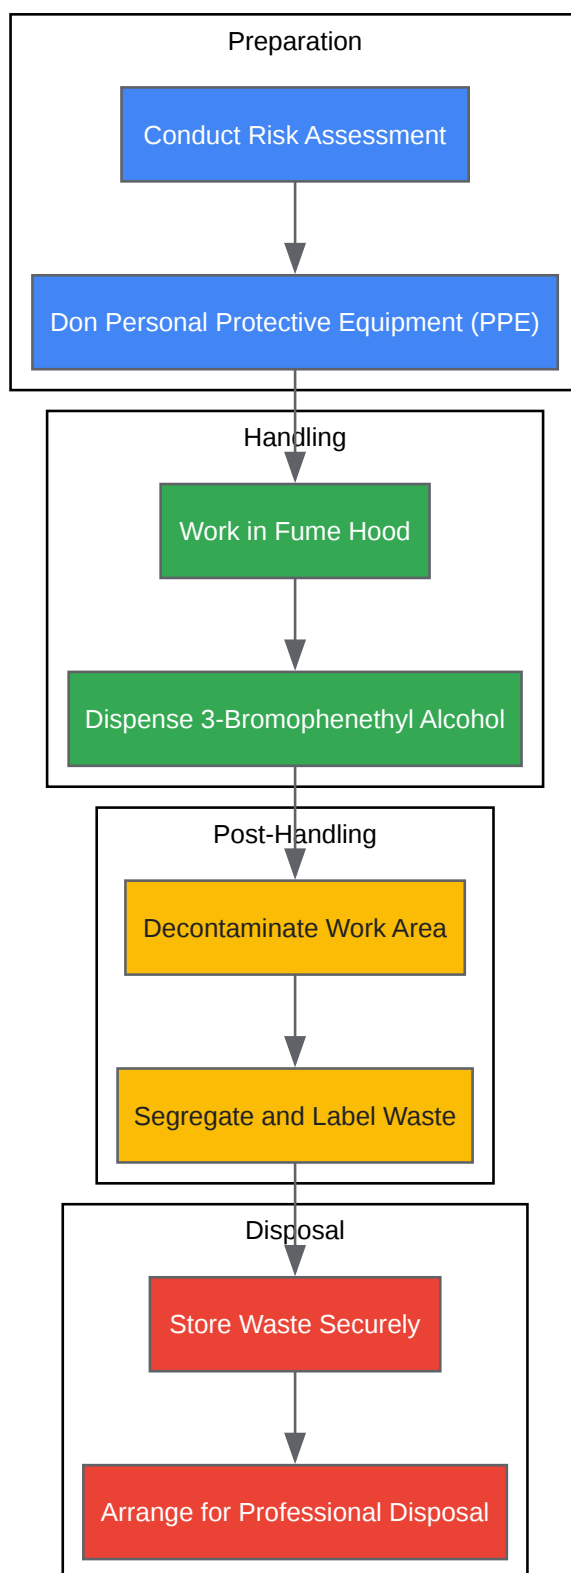 Preparation
Conduct Risk Assessment
Don Personal Protective Equipment (PPE)
Handling
Work in Fume Hood
Dispense 3-Bromophenethyl Alcohol
Post-Handling
Decontaminate Work Area
Segregate and Label Waste
Disposal
Store Waste Securely
Arrange for Professional Disposal